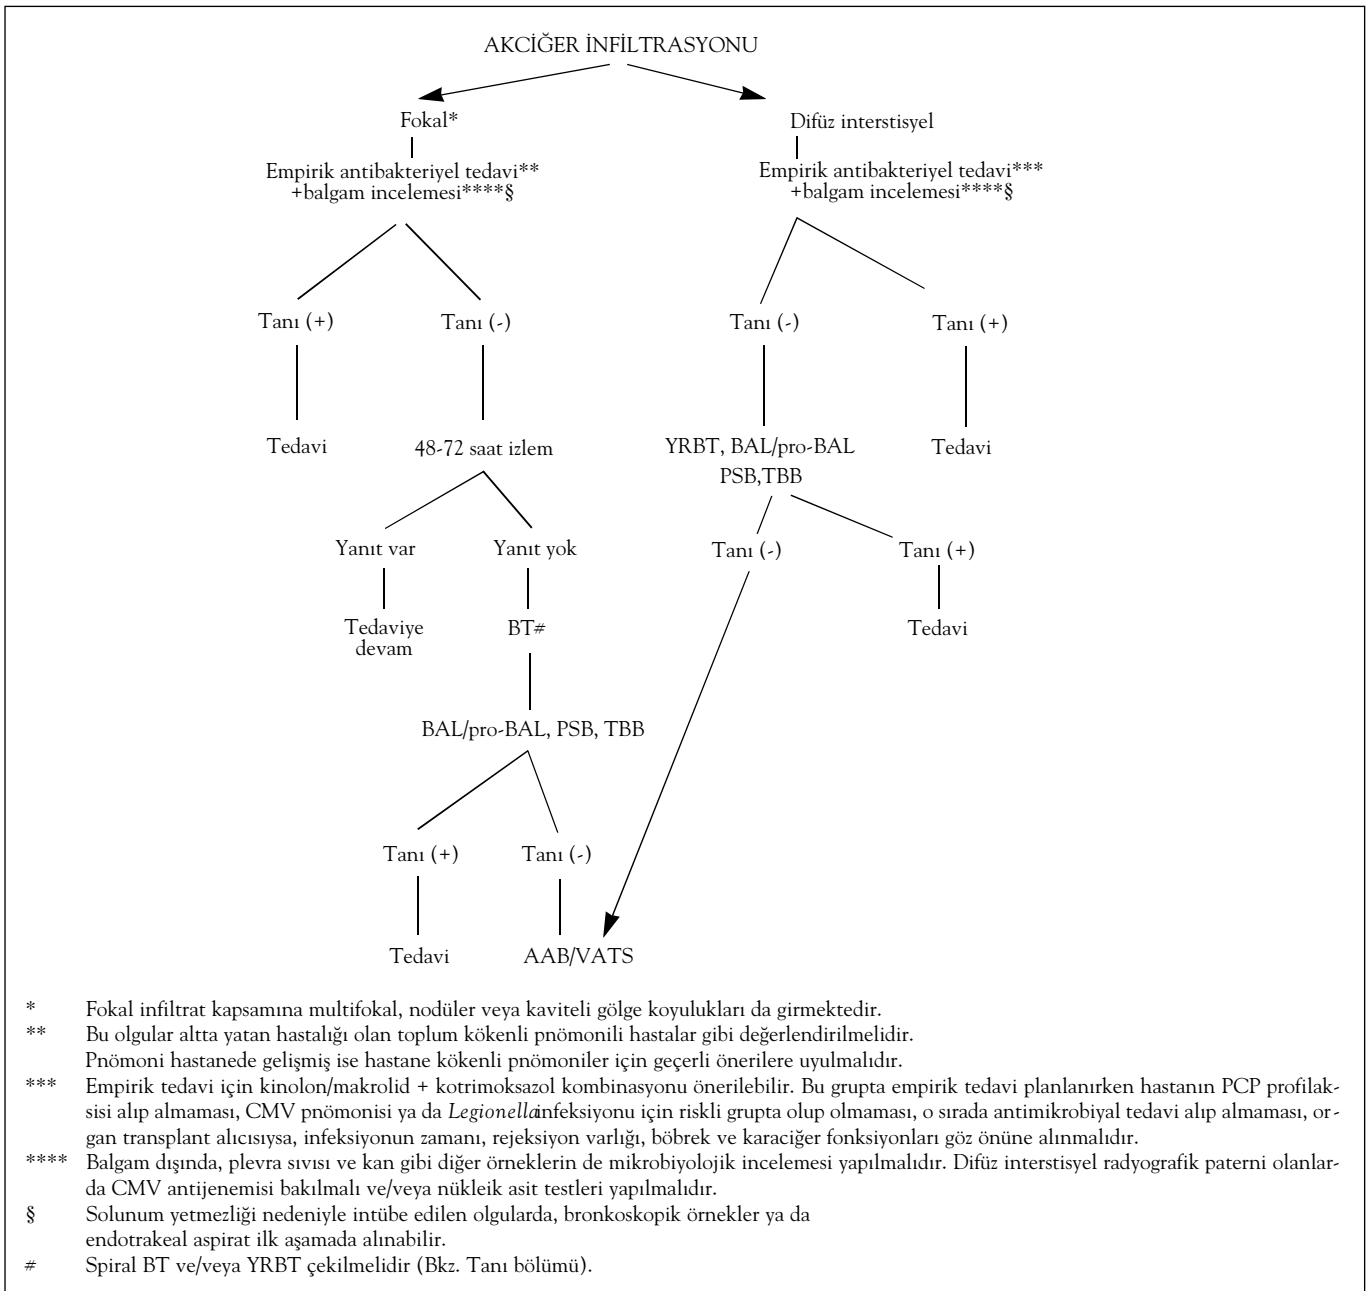 AKCİĞER İNFİLTRASYONU
Fokal*
Difüz interstisyel
Empirik antibakteriyel tedavi**
+balgam incelemesi****§
Empirik antibakteriyel tedavi***
+balgam incelemesi****§
Tanı (+)
Tanı (-)
Tanı (-)
Tanı (+)
Tedavi
48-72 saat izlem
YRBT, BAL/pro-BAL
PSB,TBB
Tedavi
Yanıt var
Yanıt yok
Tanı (-)
Tanı (+)
Tedaviye
devam
BT#
Tedavi
BAL/pro-BAL, PSB, TBB
Tanı (+)
Tanı (-)
Tedavi
AAB/VATS
* Fokal infiltrat kapsamına multifokal, nodüler veya kaviteli gölge koyulukları da girmektedir.
** Bu olgular altta yatan hastalığı olan toplum kökenli pnömonili hastalar gibi değerlendirilmelidir.
Pnömoni hastanede gelişmiş ise hastane kökenli pnömoniler için geçerli önerilere uyulmalıdır.
*** Empirik tedavi için kinolon/makrolid + kotrimoksazol kombinasyonu önerilebilir. Bu grupta empirik tedavi planlanırken hastanın PCP profilak-
sisi alıp almaması, CMV pnömonisi ya da Legionella infeksiyonu için riskli grupta olup olmaması, o sırada antimikrobiyal tedavi alıp almaması, or-
gan transplant alıcısıysa, infeksiyonun zamanı, rejeksiyon varlığı, böbrek ve karaciğer fonksiyonları göz önüne alınmalıdır.
**** Balgam dışında, plevra sıvısı ve kan gibi diğer örneklerin de mikrobiyolojik incelemesi yapılmalıdır. Difüz interstisyel radyografik paterni olanlar-
da CMV antijenemisi bakılmalı ve/veya nükleik asit testleri yapılmalıdır.
§ Solunum yetmezliği nedeniyle intübe edilen olgularda, bronkoskopik örnekler ya da
endotrakeal aspirat ilk aşamada alınabilir.
# Spiral BT ve/veya YRBT çekilmelidir (Bkz. Tanı bölümü).